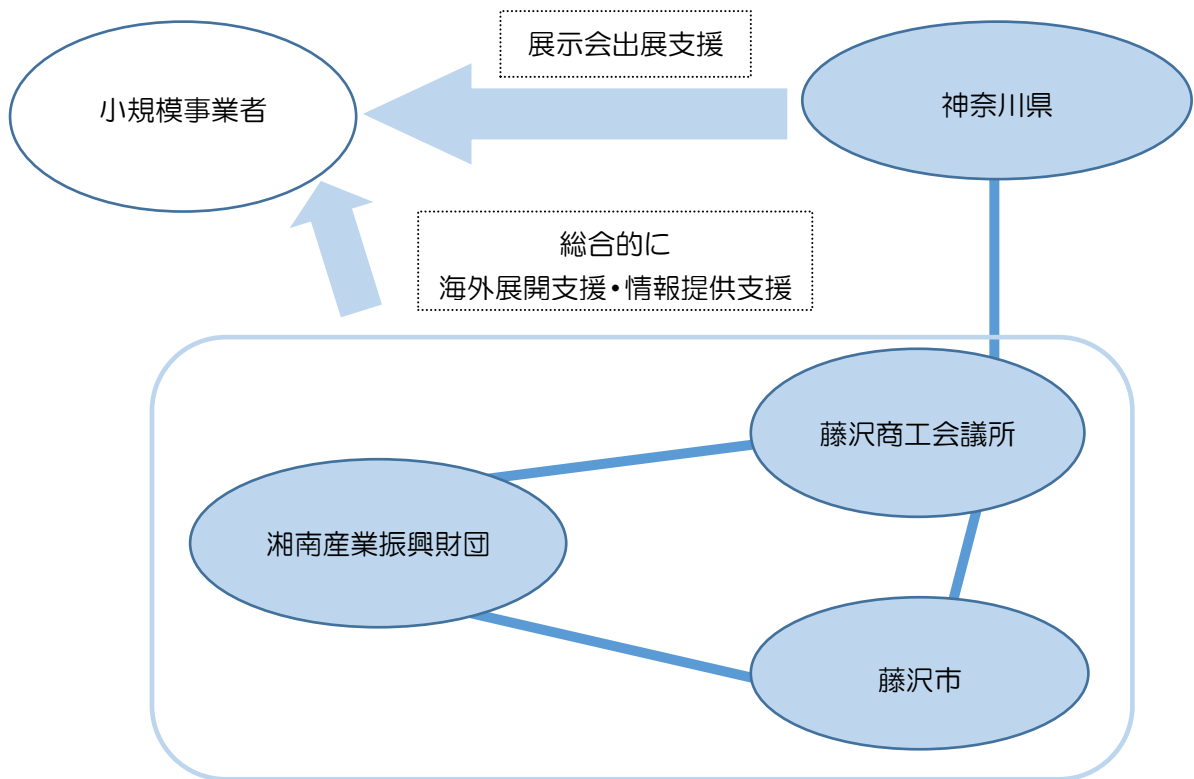 展示会出展支援
小規模事業者
神奈川県
総合的に
海外展開支援・情報提供支援
藤沢商工会議所
湘南産業振興財団
藤沢市